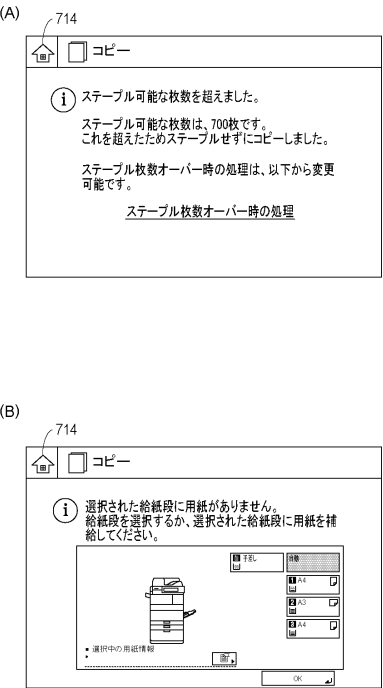 (A)
714
コピー
ステープル可能な枚数を超えました。
ステープル可能な枚数は、700枚です。
これを超えたためステープルせずにコピーしました。
ステープル枚数オーバー時の処理は、以下から変更
可能です。
ステープル枚数オーバー時の処理
(B)
714
コピー
選択された給紙段に用紙がありません。
給紙段を選択するか、選択された給紙段に用紙を補
給してください。
手差し
自動
1 A4
2 A3
3 A4
■ 選択中の用紙情報
OK